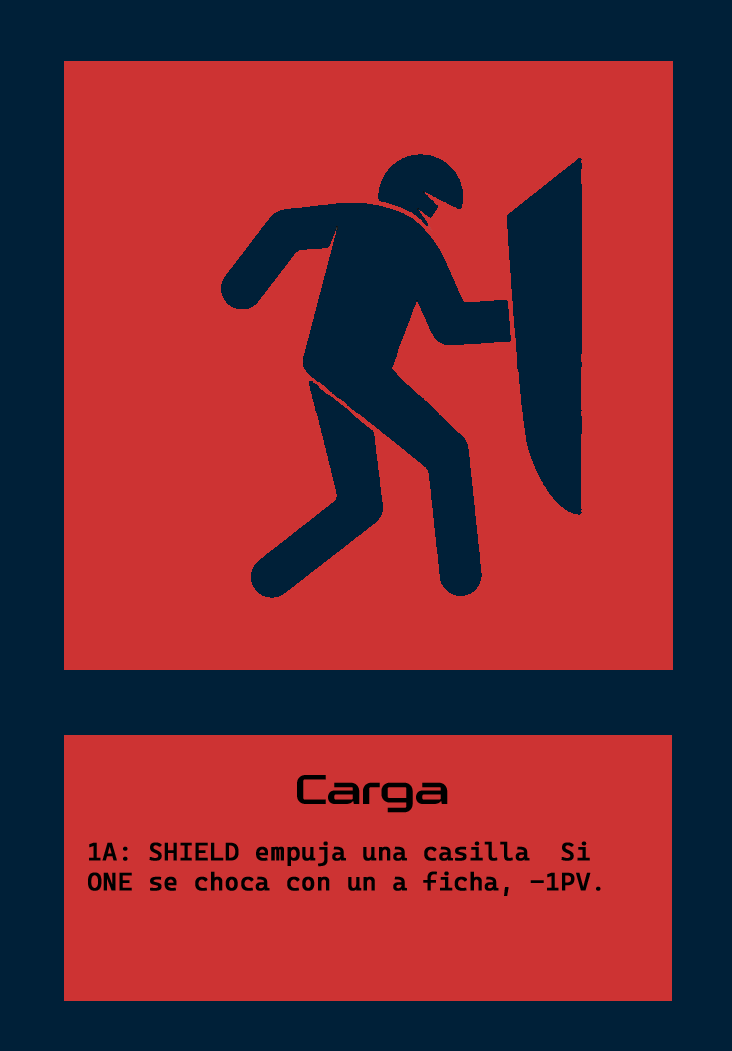 Carga
1A: SHIELD empuja una casilla  Si
ONE se choca con un a ficha, –1PV.